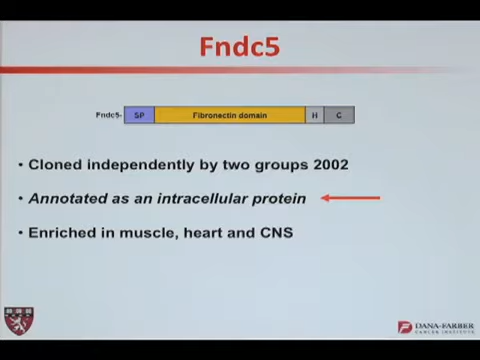 Fndc5
Fndc5- SP Fibronectin domain H C
• Cloned independently by two groups 2002
• Annotated as an intracellular protein
• Enriched in muscle, heart and CNS
DANA-FARBER
CANCER INSTITUTE